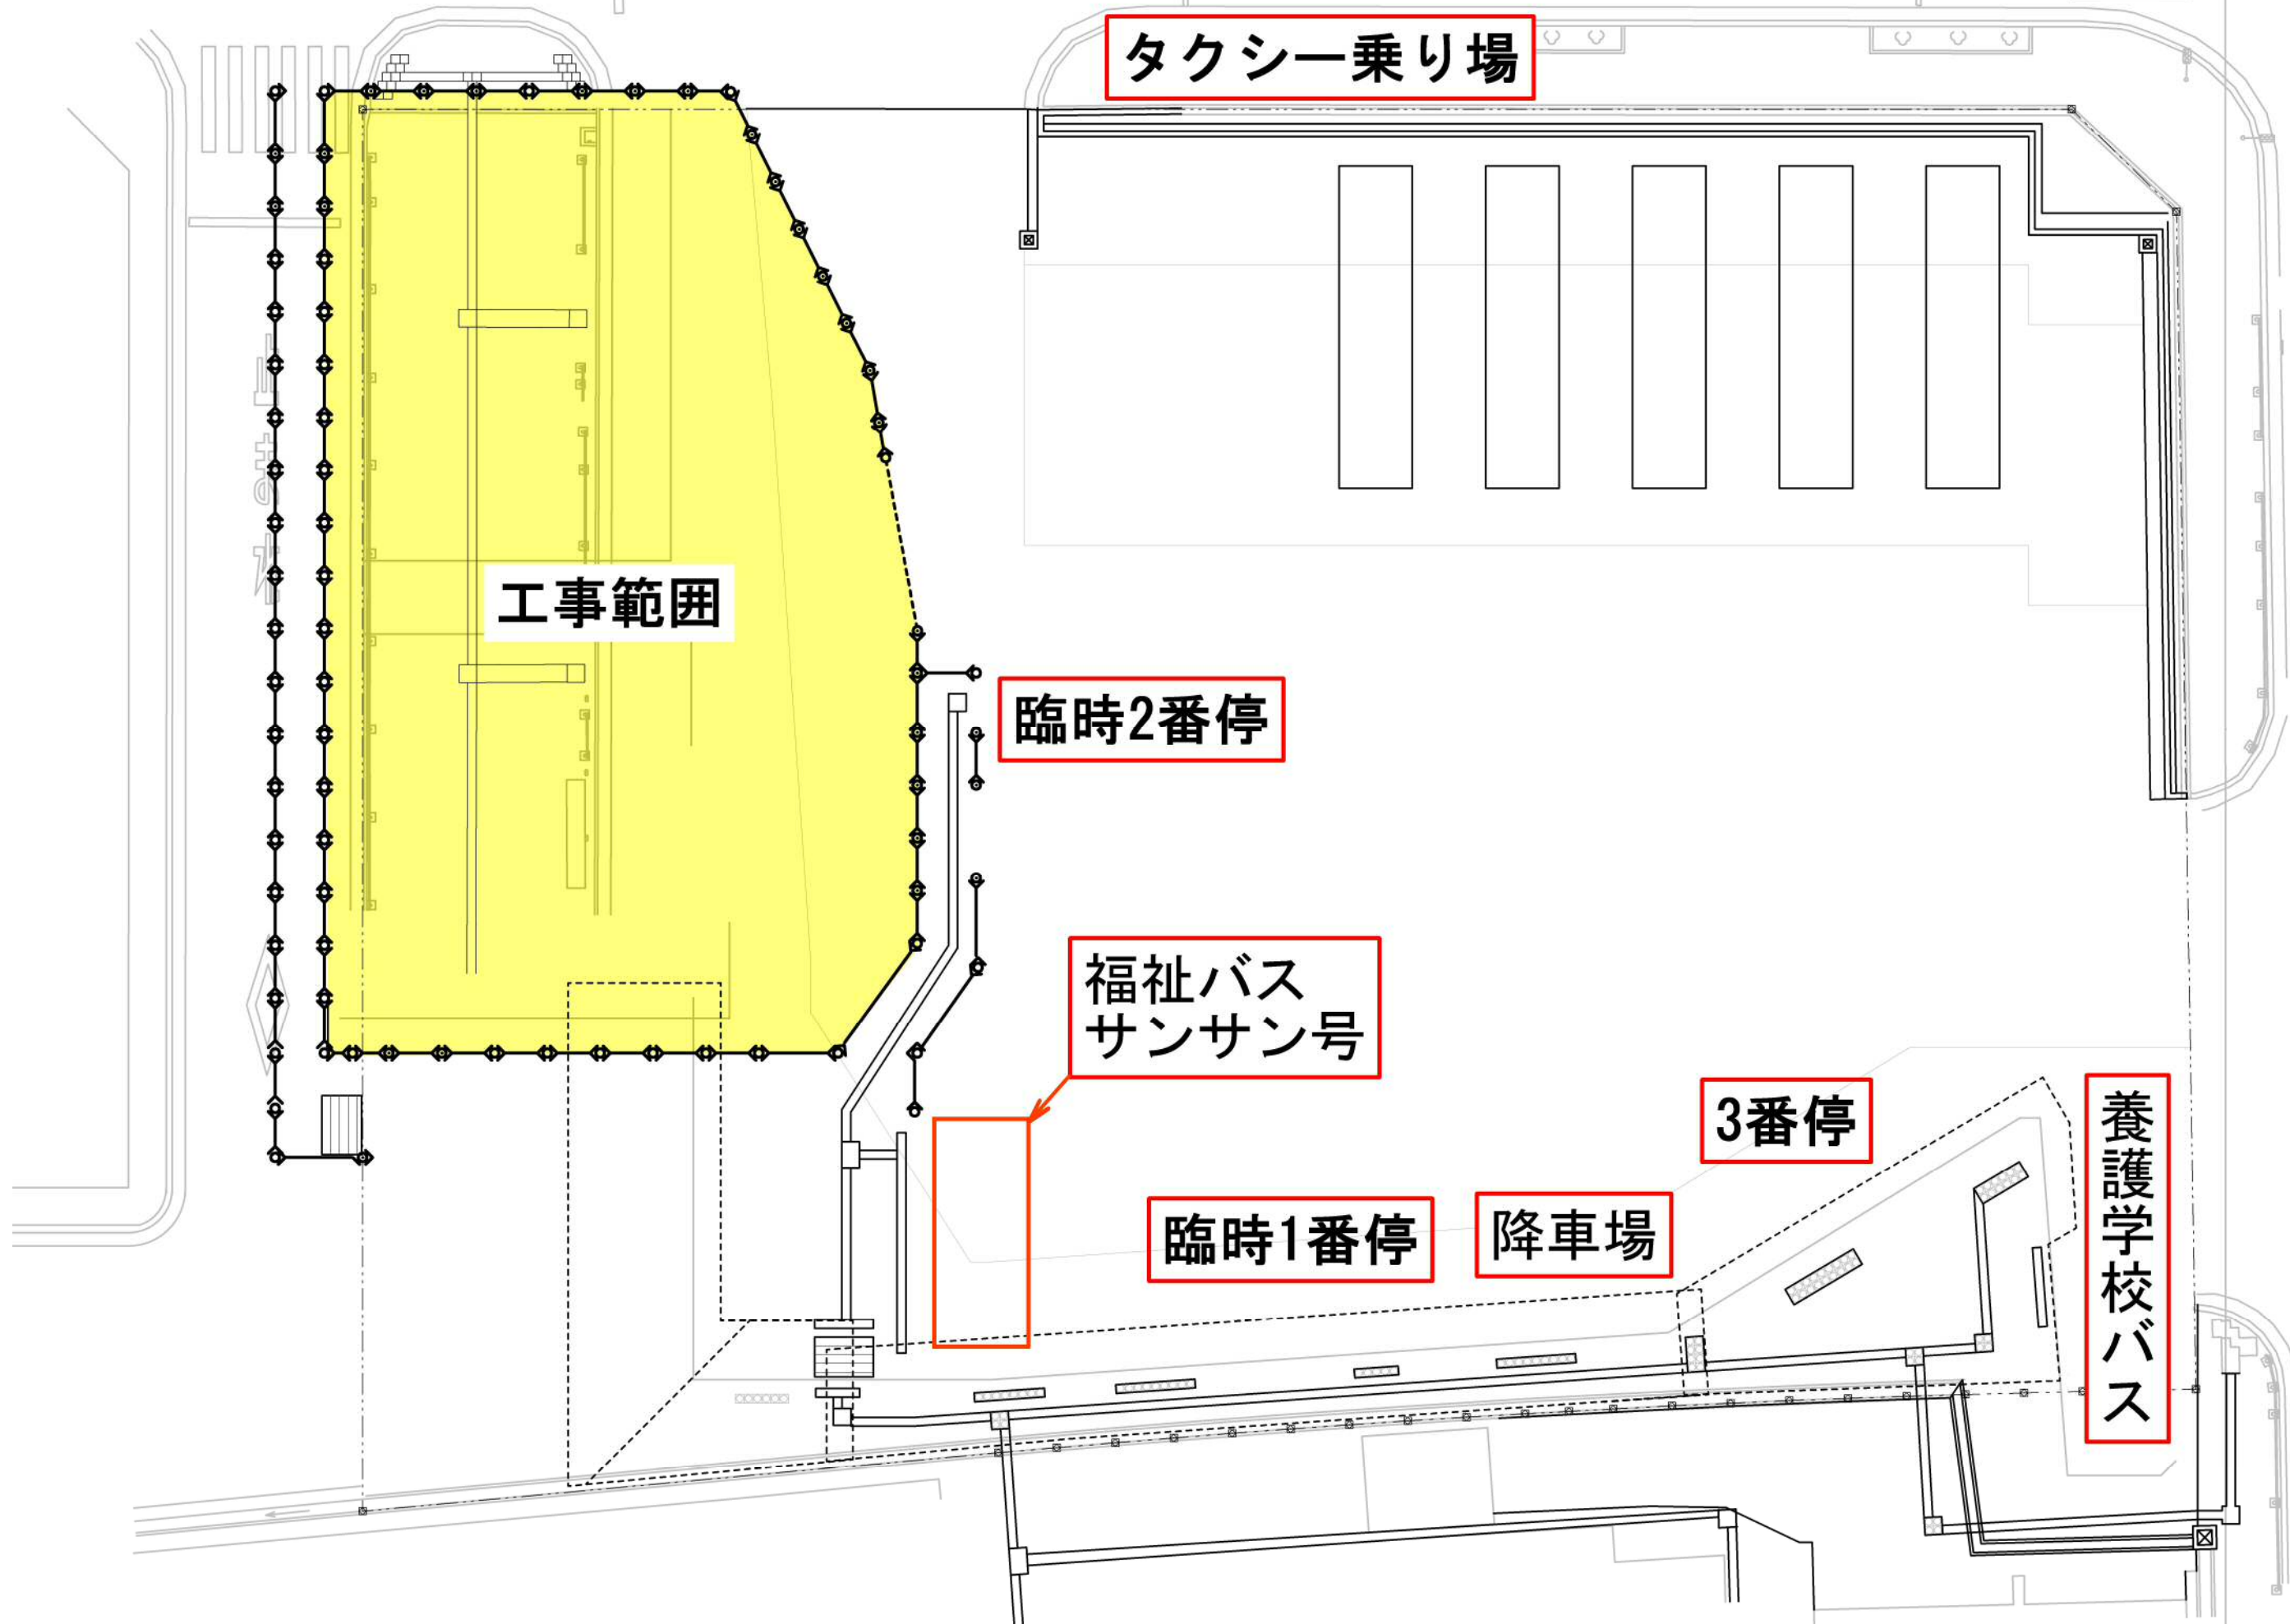 タクシー乗り場
工事範囲
臨時2番停
福祉バス
サンサン号
3番停
養護学校バス
臨時1番停
降車場